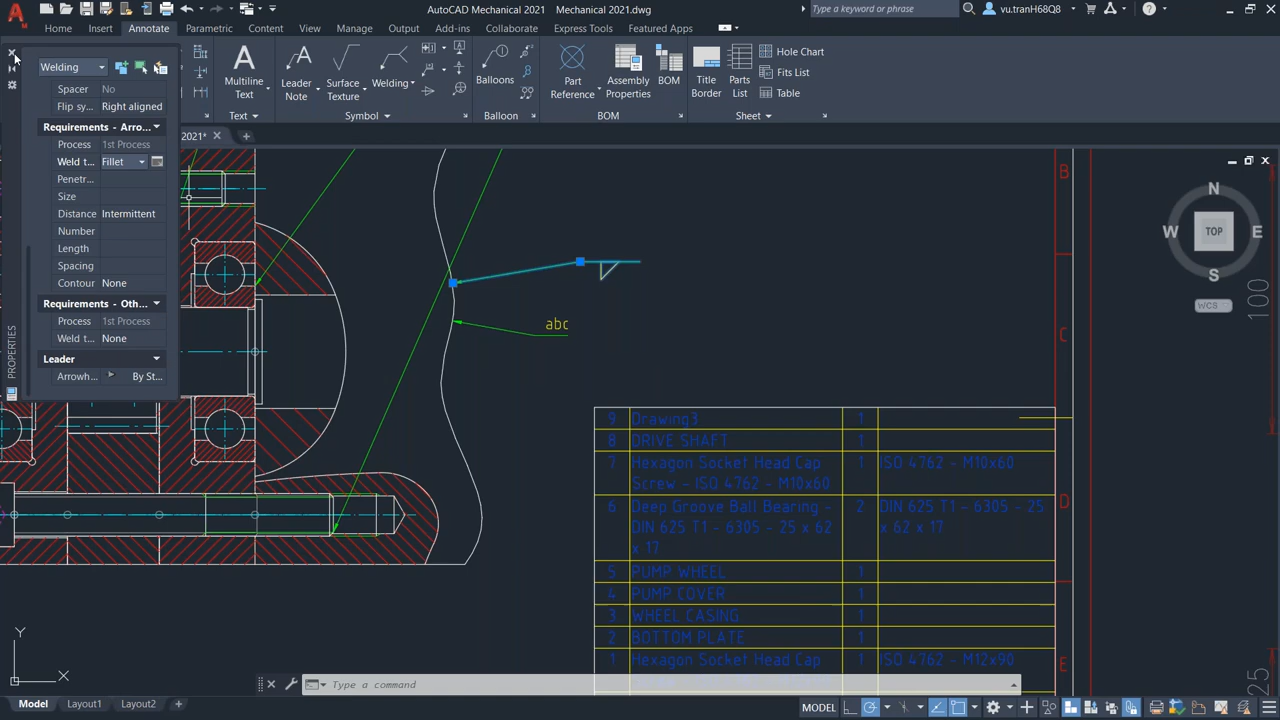 AutoCAD Mechanical 2021 Mechanical 2021.dwg
Type a keyword or phrase
vu.tranH68Q8
Home Insert Annotate Parametric Content View Manage Output Add-ins Collaborate Express Tools Featured Apps
Multiline Text
Leader Note
Surface Texture
Welding
Balloons
Part Reference
Assembly Properties
BOM
Title Border
Parts List
Hole Chart
Fits List
Table
Text
Symbol
Balloon
BOM
Sheet
2021*
Welding
Spacer No
Flip sy... Right aligned
Requirements - Arro...
Process 1st Process
Weld t... Fillet
Penetr...
Size
Distance Intermittent
Number
Length
Spacing
Contour None
Requirements - Oth...
Process 1st Process
Weld t... None
Leader
Arrowh... By St...
PROPERTIES
abc
N
W TOP E
S
WCS
B
C
D
E
100
25
9 Drawing3 1
8 DRIVE SHAFT 1
7 Hexagon Socket Head Cap 1 ISO 4762 - M10x60
Screw - ISO 4762 - M10x60
6 Deep Groove Ball Bearing - 2 DIN 625 T1 - 6305 - 25
DIN 625 T1 - 6305 - 25 x 62 x 62 x 17
x 17
5 PUMP WHEEL 1
4 PUMP COVER 1
3 WHEEL CASING 1
2 BOTTOM PLATE 1
1 Hexagon Socket Head Cap 1 ISO 4762 - M12x90
Y
X
Type a command
Model Layout1 Layout2
MODEL